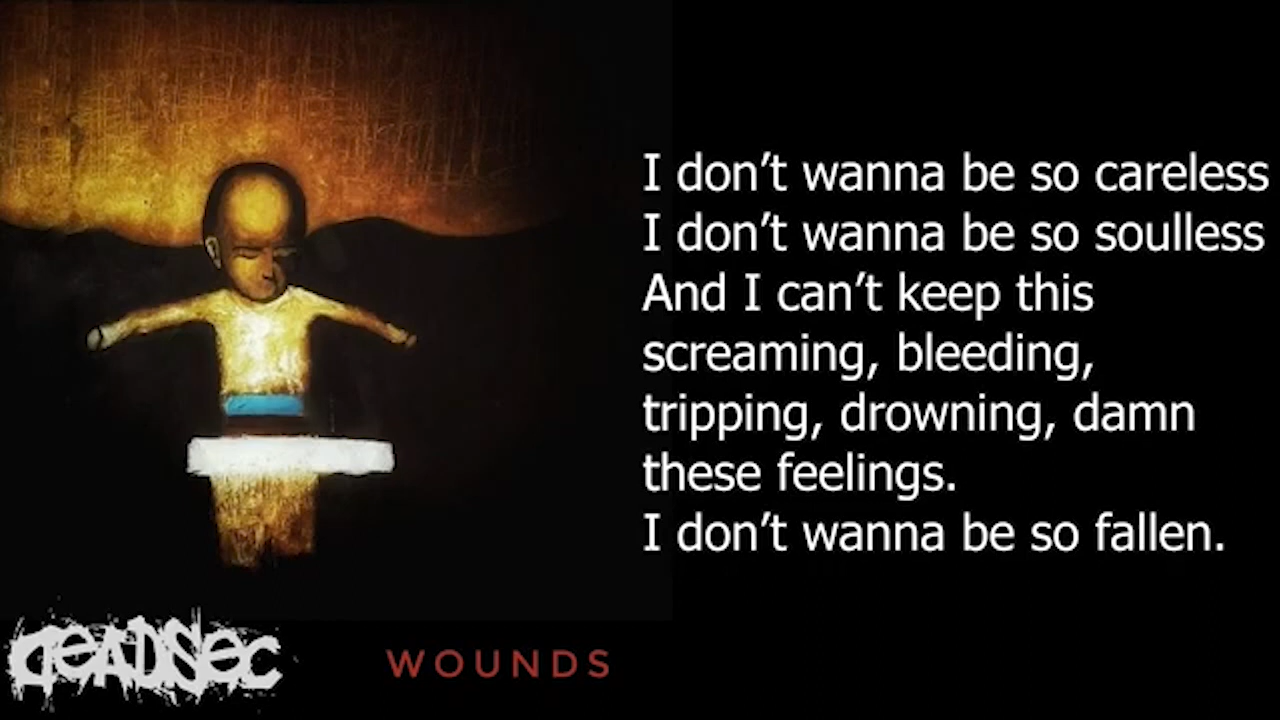 I don't wanna be so careless
I don't wanna be so soulless
And I can't keep this
screaming, bleeding,
tripping, drowning, damn
these feelings.
I don't wanna be so fallen.
deADSec
WOUNDS